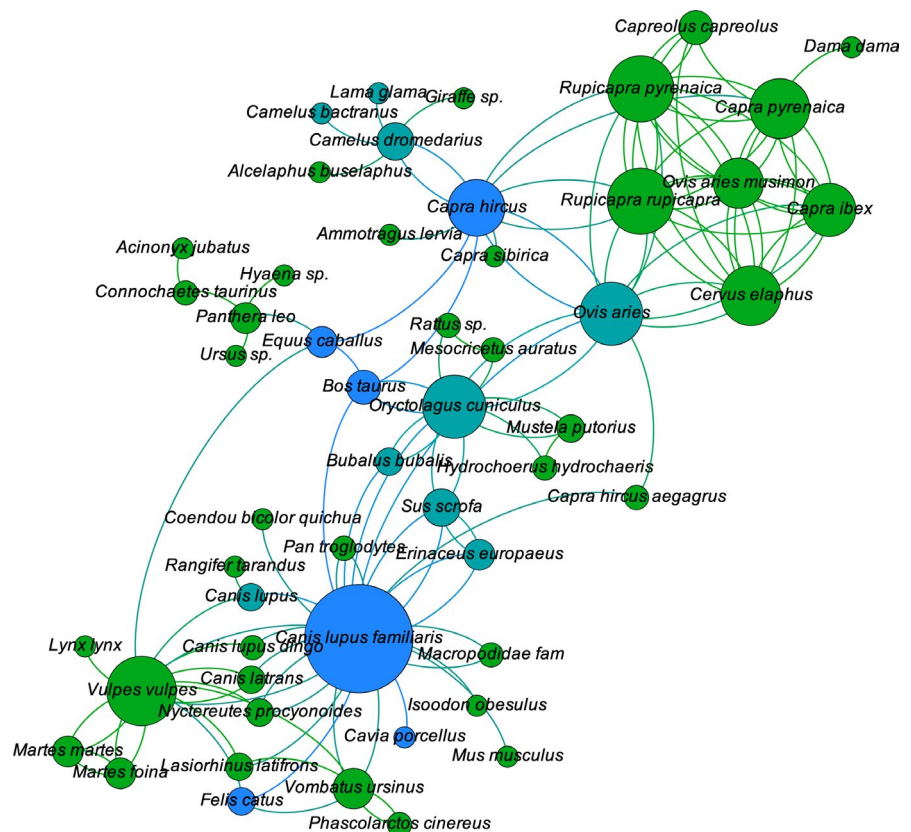 Capreolus capreolus
Dama dama
Rupicapra pyrenaica
Lama glama
Giraffe sp.
Capra pyrenaica
Camelus bactranus
Camelus dromedarius
Alcelaphus buselaphus
Ovis aries musimon
Rupicapra rupicapra
Capra hircus
Capra ibex
Ammotragus lervia
Acinonyx jubatus
Capra sibirica
Hyaena sp.
Connochaetes taurinus
Cervus elaphus
Panthera leo
Ovis aries
Rattus sp.
Equus caballus
Mesocricetus auratus
Ursus sp.
Bos taurus
Oryctolagus cuniculus
Mustela putorius
Bubalus bubalis
Hydrochoerus hydrochaeris
Capra hircus aegagrus
Sus scrofa
Coendou bicolor quichua
Pan troglodytes
Erinaceus europaeus
Rangifer tarandus
Canis lupus
Canis lupus familiaris
Lynx lynx
Canis lupus dingo
Macropodidae fam
Canis latrans
Vulpes vulpes
Isoodon obesulus
Nyctereutes procyonoides
Cavia porcellus
Martes martes
Mus musculus
Lasiorhinus latifrons
Martes foina
Vombatus ursinus
Felis catus
Phascolarctos cinereus